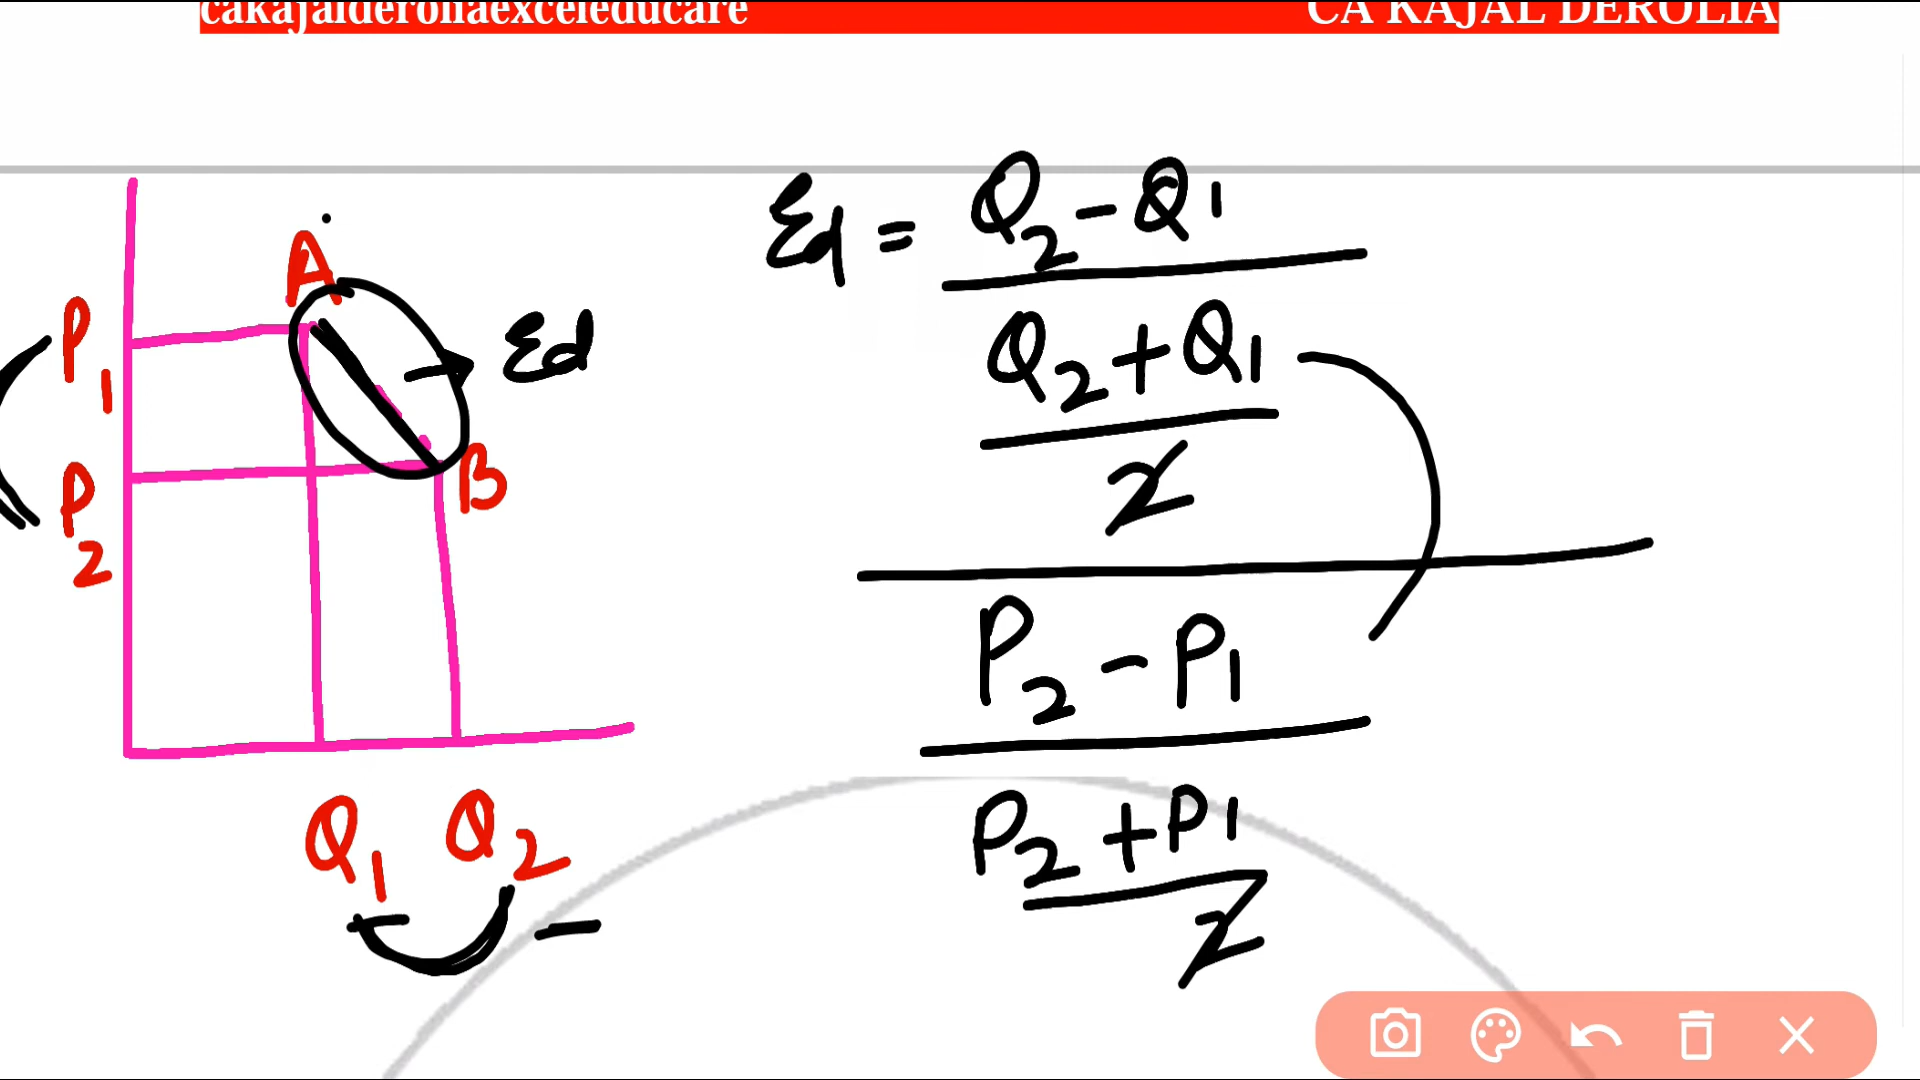 cakajalderoliaexceleducare CA KAJAL DEROLIA
A
P1
Ed
P2
B
Q1 Q2
Ed = Q2 - Q1
Q2 + Q1
2
P2 - P1
P2 + P1
2